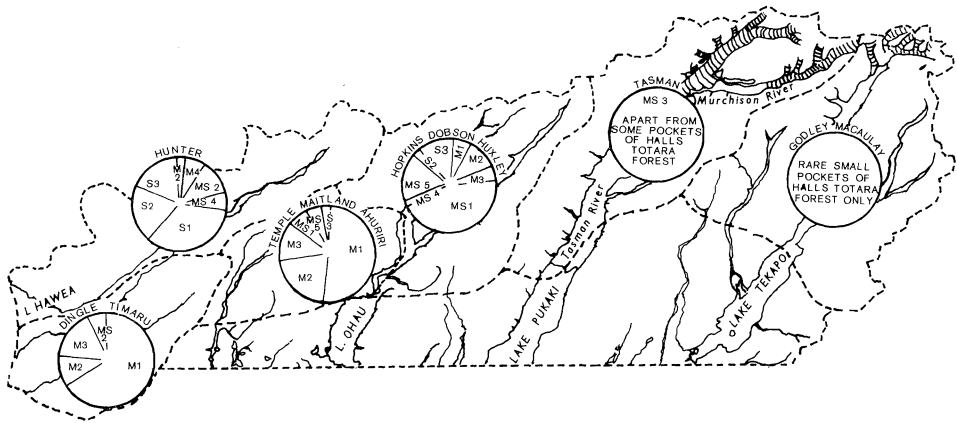 HUNTER
M 2
M4
MS 2
MS 4
S1
S2
S3
L HAWEA
DINGLE TIMARU
MS 2
M3
M2
M1
TEMPLE MAITLAND AHURIRI
MS 1
MS 5
S3
M3
M2
M1
L. OHAU
HOPKINS DOBSON HUXLEY
S3
M1
M2
M3
S2
MS 5
MS 4
MS1
TASMAN
MS 3
APART FROM
SOME POCKETS
OF HALLS
TOTARA
FOREST
Murchison River
Tasman River
LAKE PUKAKI
GODLEY MACAULAY
RARE SMALL
POCKETS OF
HALLS TOTARA
FOREST ONLY
LAKE TEKAPO